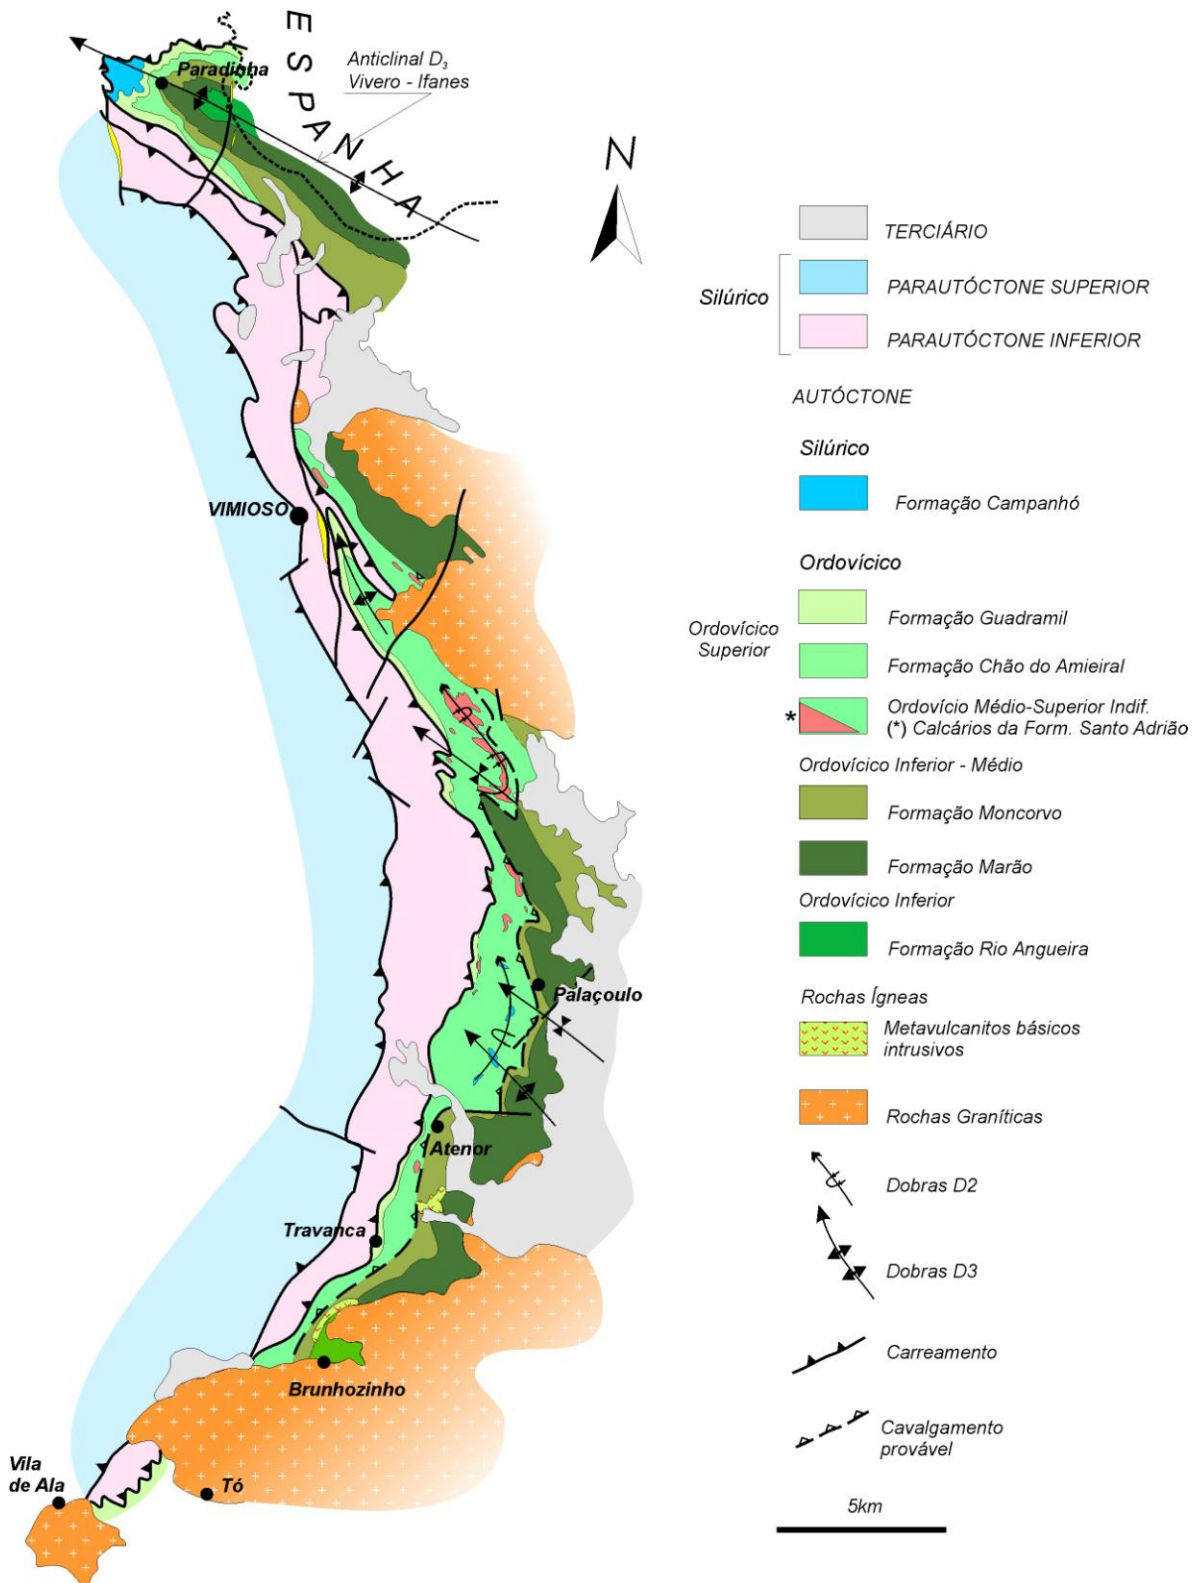 ESPANHA
Anticlinal D3
Vivero - Ifanes
Paradinha
N
VIMIOSO
Palaçoulo
Atenor
Travanca
Brunhozinho
Vila
de Ala
Tó
TERCIÁRIO
Silúrico
PARAUTÓCTONE SUPERIOR
PARAUTÓCTONE INFERIOR
AUTÓCTONE
Silúrico
Formação Campanhó
Ordovícico
Ordovícico
Superior
Formação Guadramil
Formação Chão do Amieiral
*
Ordovício Médio-Superior Indif.
(*) Calcários da Form. Santo Adrião
Ordovícico Inferior - Médio
Formação Moncorvo
Formação Marão
Ordovícico Inferior
Formação Rio Angueira
Rochas Ígneas
Metavulcanitos básicos
intrusivos
Rochas Graníticas
Dobras D2
Dobras D3
Carreamento
Cavalgamento
provável
5km